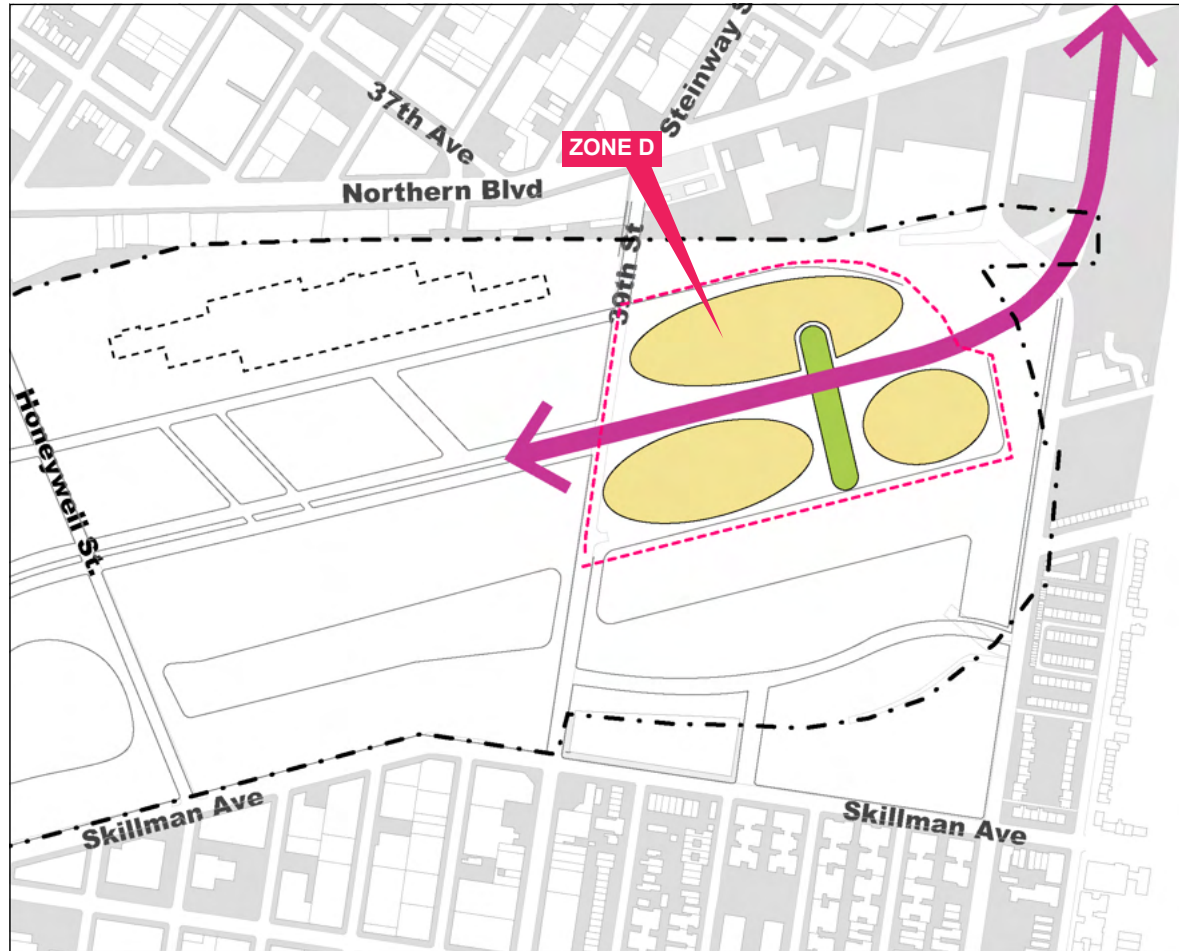 Steinway S
37th Ave
ZONE D
Northern Blvd
39th St
Honeywell St.
Skillman Ave
Skillman Ave